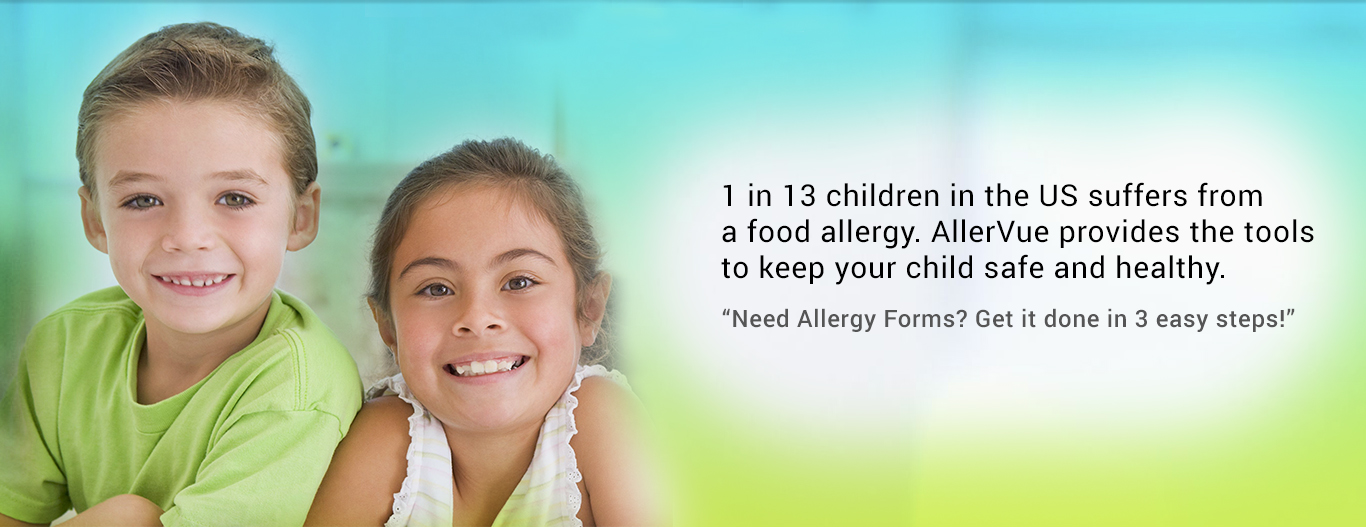 1 in 13 children in the US suffers from
a food allergy. AllerVue provides the tools
to keep your child safe and healthy.
“Need Allergy Forms? Get it done in 3 easy steps!”